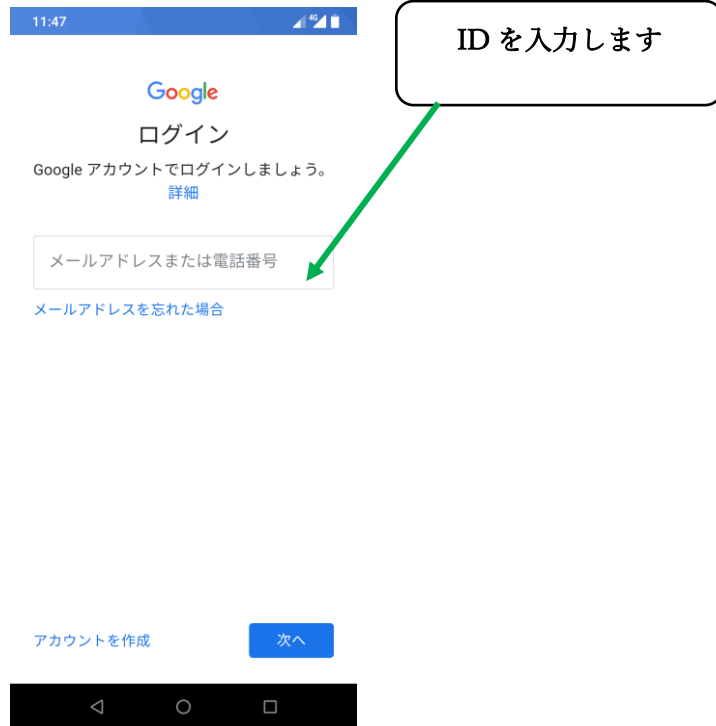 11:47
4G
ID を入力します
Google
ログイン
Google アカウントでログインしましょう。
詳細
メールアドレスまたは電話番号
メールアドレスを忘れた場合
アカウントを作成
次へ